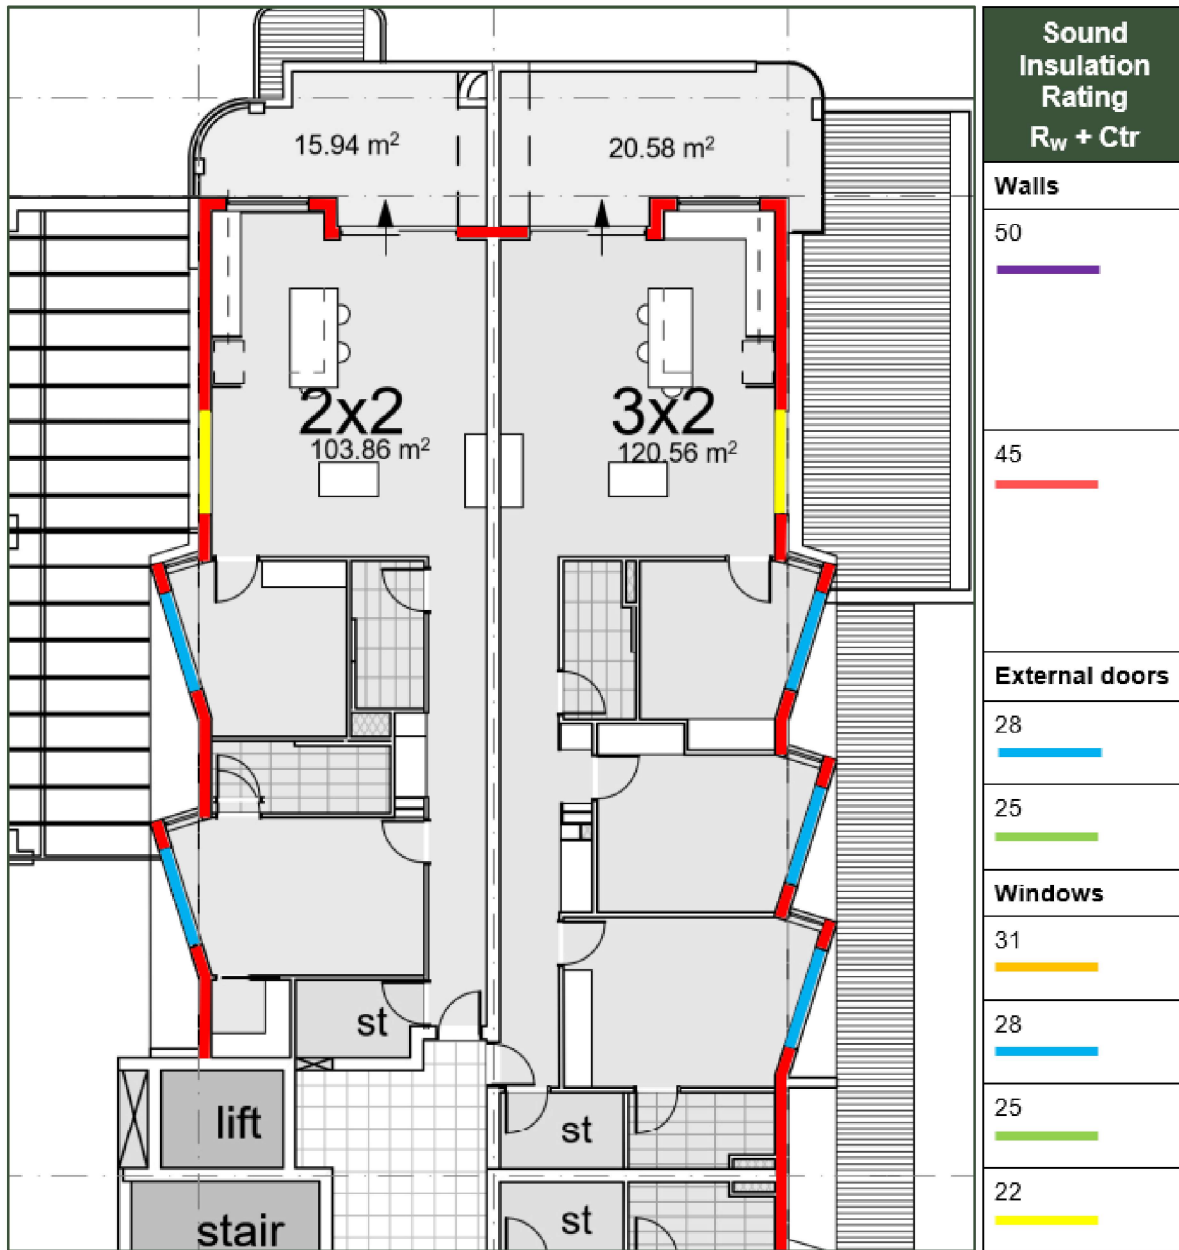 15.94 m²
20.58 m²
2x2
103.86 m²
3x2
120.56 m²
st
lift
st
stair
st
Sound
Insulation
Rating
Rw + Ctr
Walls
50
45
External doors
28
25
Windows
31
28
25
22